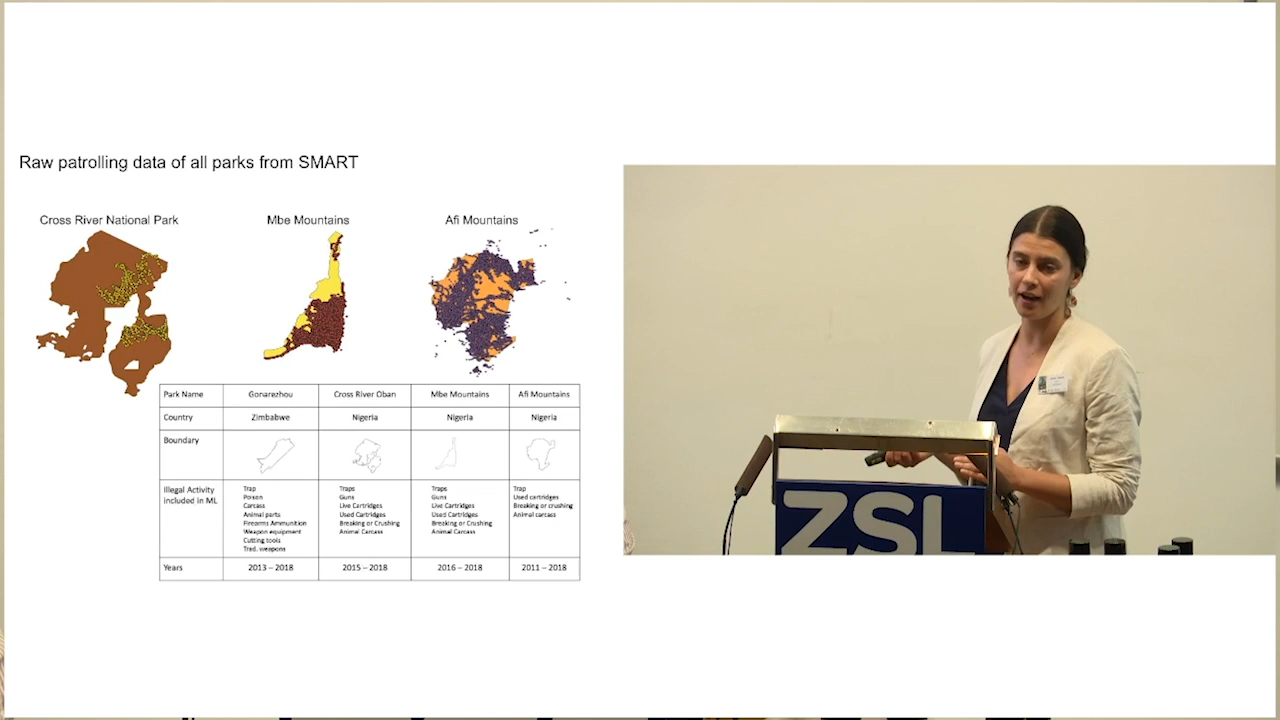 Raw patrolling data of all parks from SMART
Cross River National Park
Mbe Mountains
Afi Mountains
Park Name Gonarezhou Cross River Oban Mbe Mountains Afi Mountains
Country Zimbabwe Nigeria Nigeria Nigeria
Boundary
Illegal Activity
included in ML
Trap
Poison
Carcass
Animal parts
Firearms Ammunition
Weapon equipment
Cutting tools
Trad. weapons
Traps
Guns
Live Cartridges
Used Cartridges
Breaking or Crushing
Animal Carcass
Traps
Guns
Live Cartridges
Used Cartridges
Breaking or Crushing
Animal Carcass
Trap
Used cartridges
Breaking or crushing
Animal carcass
Years 2013 – 2018 2015 – 2018 2016 – 2018 2011 – 2018
ZSL